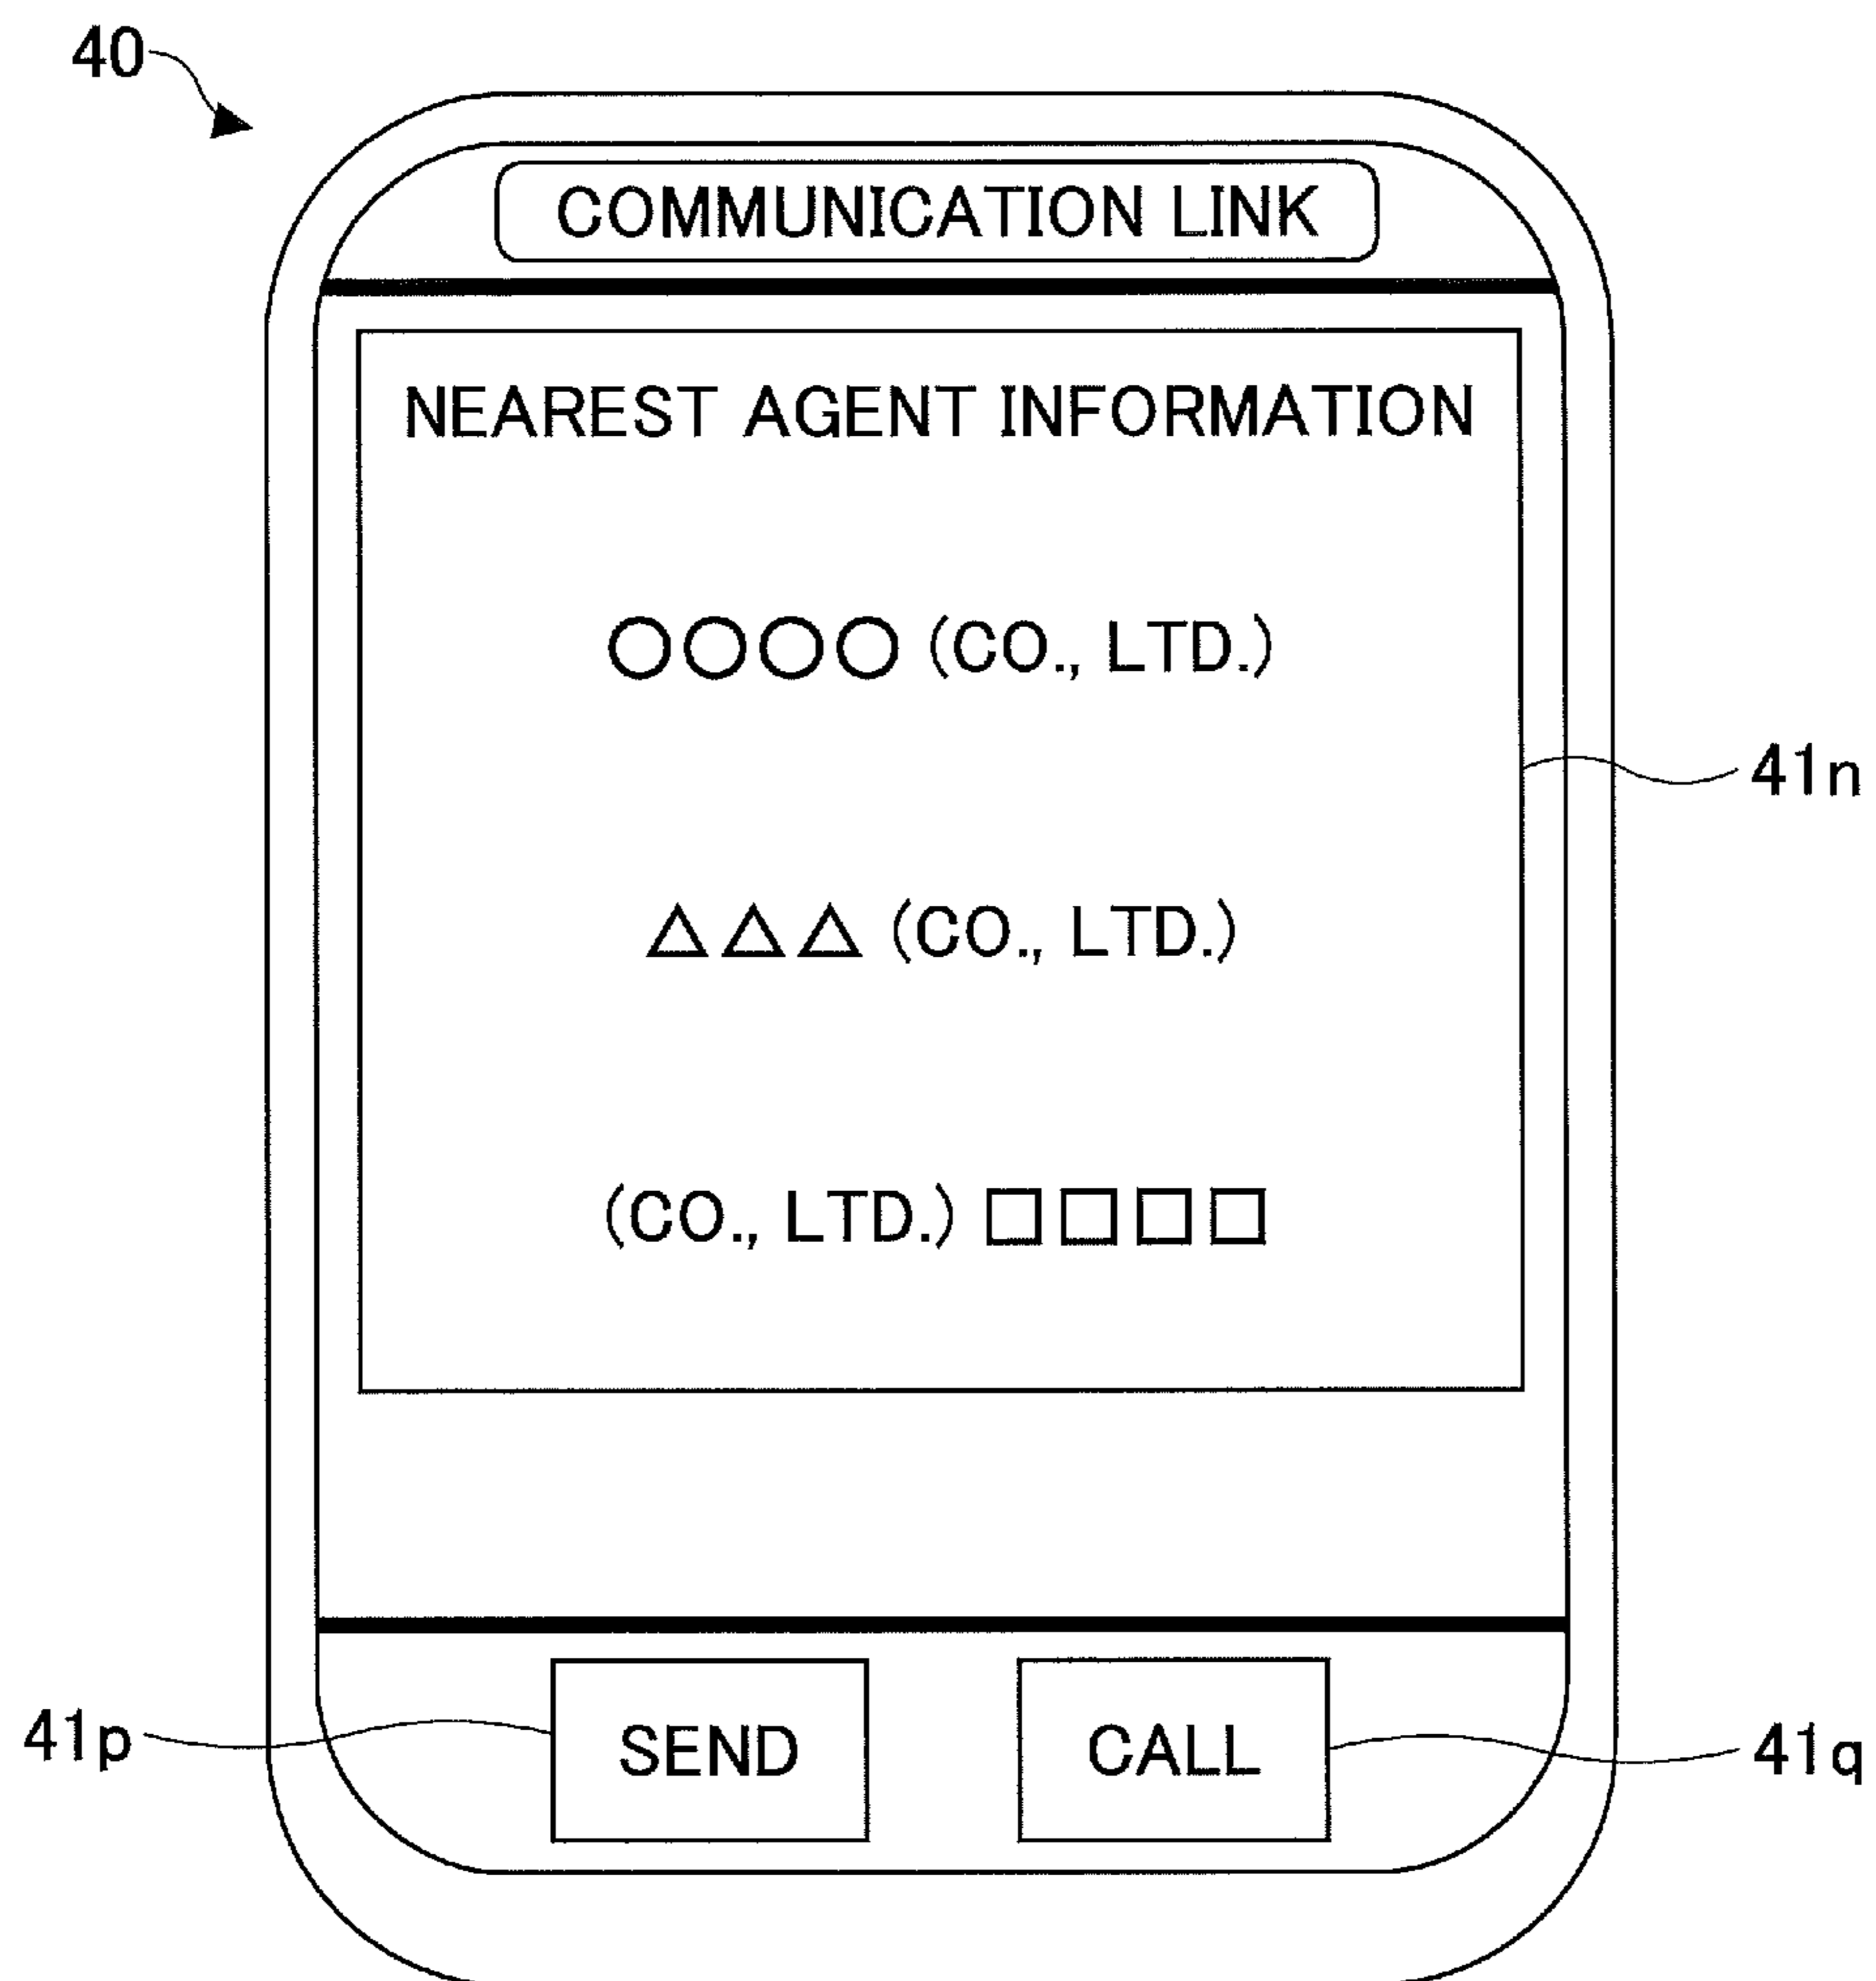 40
COMMUNICATION LINK
NEAREST AGENT INFORMATION
○○○○ (CO., LTD.)
41n
△△△ (CO., LTD.)
(CO., LTD.) □□□□
41p
SEND
CALL
41q